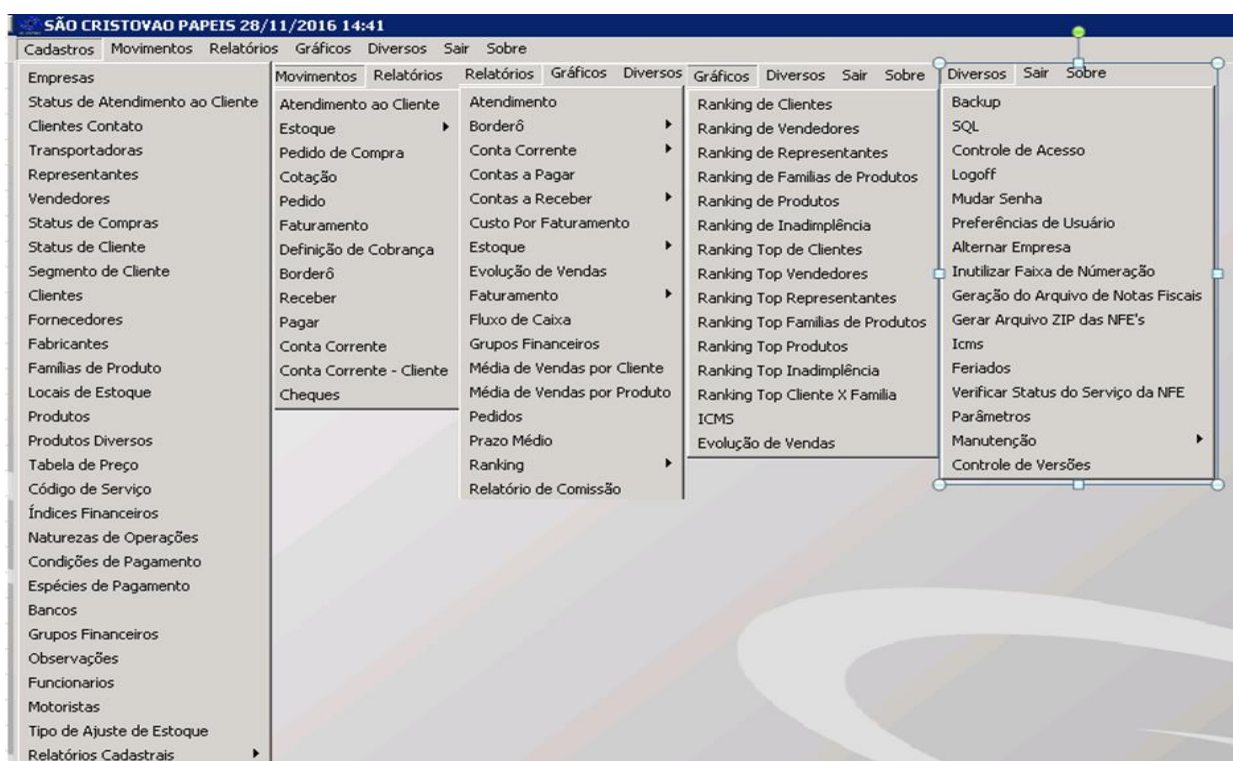 SÃO CRISTOVAO PAPEIS 28/11/2016 14:41
Cadastros Movimentos Relatórios Gráficos Diversos Sair Sobre
Empresas
Status de Atendimento ao Cliente
Clientes Contato
Transportadoras
Representantes
Vendedores
Status de Compras
Status de Cliente
Segmento de Cliente
Clientes
Fornecedores
Fabricantes
Famílias de Produto
Locais de Estoque
Produtos
Produtos Diversos
Tabela de Preço
Código de Serviço
Índices Financeiros
Naturezas de Operações
Condições de Pagamento
Espécies de Pagamento
Bancos
Grupos Financeiros
Observações
Funcionarios
Motoristas
Tipo de Ajuste de Estoque
Relatórios Cadastrais
Movimentos Relatórios
Atendimento ao Cliente
Estoque
Pedido de Compra
Cotação
Pedido
Faturamento
Definição de Cobrança
Borderô
Receber
Pagar
Conta Corrente
Conta Corrente - Cliente
Cheques
Relatórios Gráficos Diversos
Atendimento
Borderô
Conta Corrente
Contas a Pagar
Contas a Receber
Custo Por Faturamento
Estoque
Evolução de Vendas
Faturamento
Fluxo de Caixa
Grupos Financeiros
Média de Vendas por Cliente
Média de Vendas por Produto
Pedidos
Prazo Médio
Ranking
Relatório de Comissão
Gráficos Diversos Sair Sobre
Ranking de Clientes
Ranking de Vendedores
Ranking de Representantes
Ranking de Familias de Produtos
Ranking de Produtos
Ranking de Inadimplência
Ranking Top de Clientes
Ranking Top Vendedores
Ranking Top Representantes
Ranking Top Familias de Produtos
Ranking Top Produtos
Ranking Top Inadimplência
Ranking Top Cliente X Familia
ICMS
Evolução de Vendas
Diversos Sair Sobre
Backup
SQL
Controle de Acesso
Logoff
Mudar Senha
Preferências de Usuário
Alternar Empresa
Inutilizar Faixa de Númeração
Geração do Arquivo de Notas Fiscais
Gerar Arquivo ZIP das NFE's
Icms
Feriados
Verificar Status do Serviço da NFE
Parâmetros
Manutenção
Controle de Versões